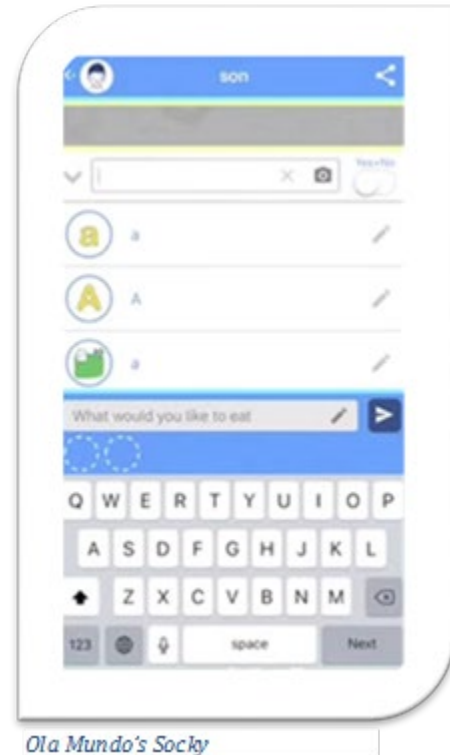 son
Yes+No
a
a
A
A
a
What would you like to eat
Q W E R T Y U I O P
A S D F G H J K L
Z X C V B N M
123 space Next
Ola Mundo's Socky